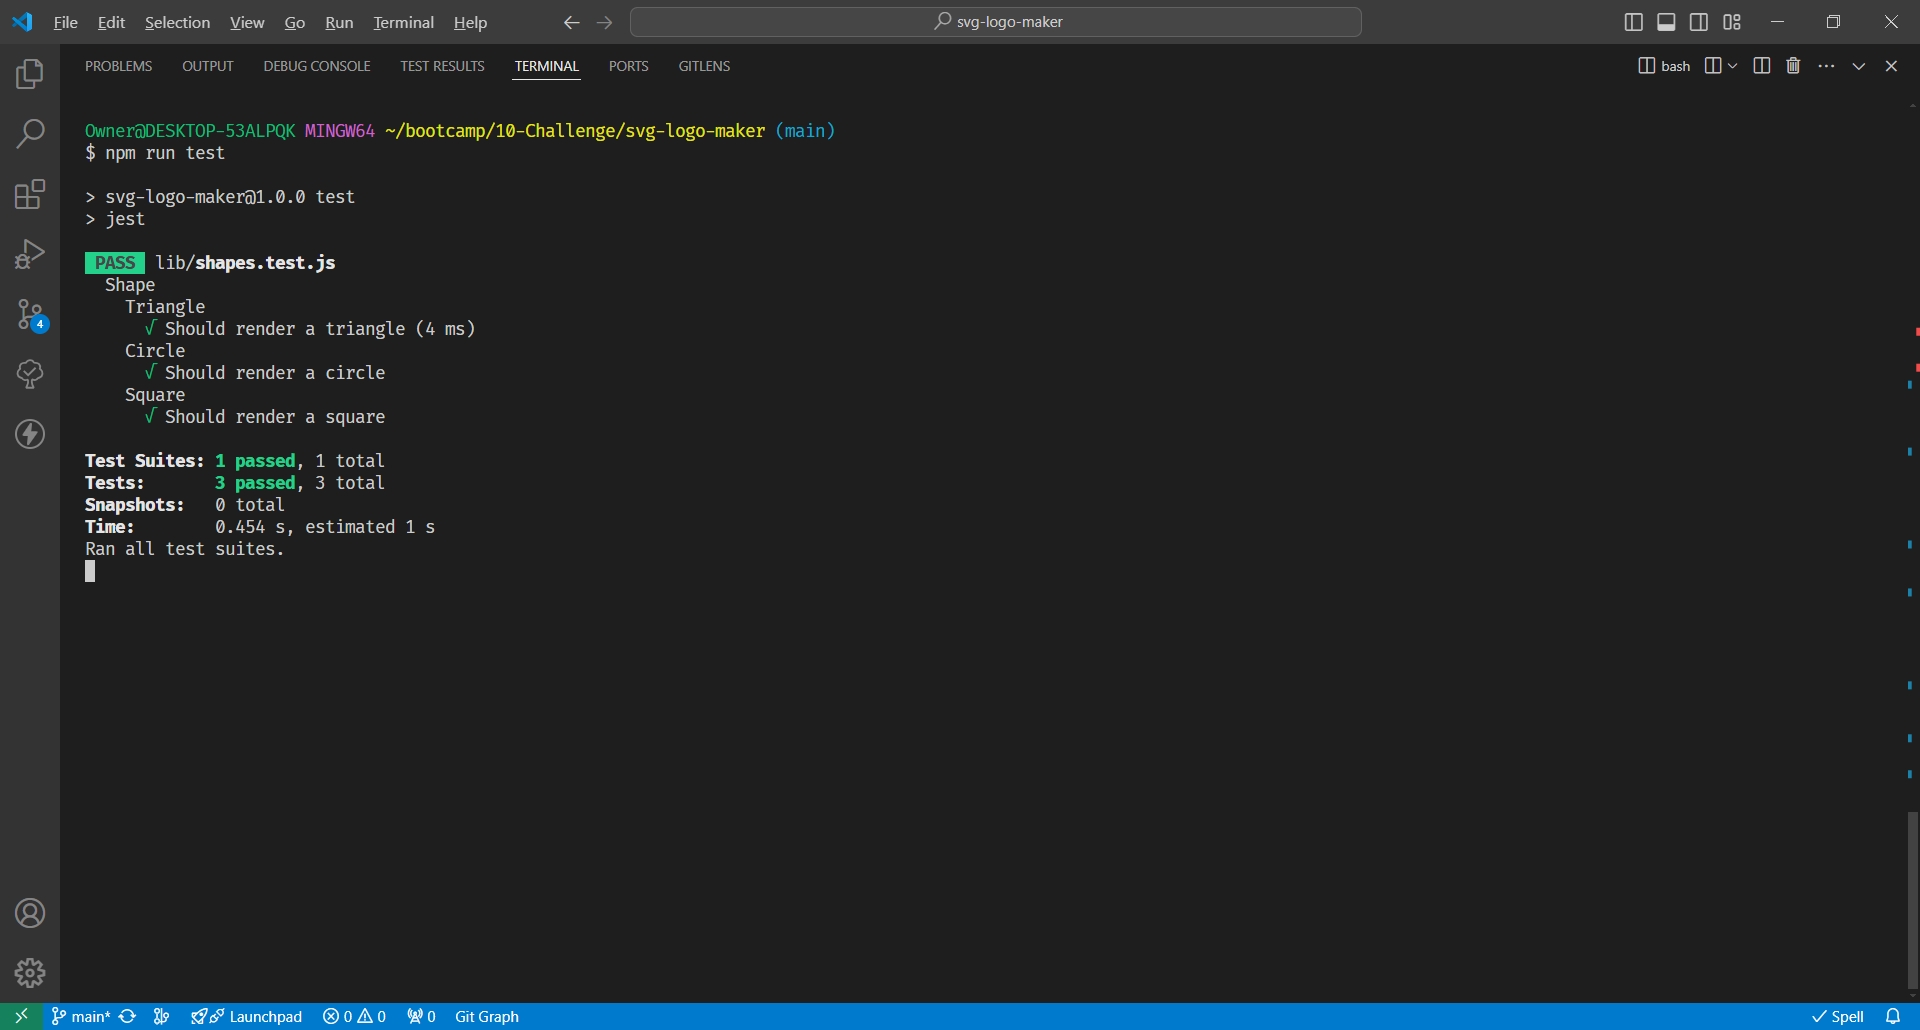 File Edit Selection View Go Run Terminal Help
svg-logo-maker
PROBLEMS OUTPUT DEBUG CONSOLE TEST RESULTS TERMINAL PORTS GITLENS
bash
Owner@DESKTOP-53ALPQK MINGW64 ~/bootcamp/10-Challenge/svg-logo-maker (main)
$ npm run test
> svg-logo-maker@1.0.0 test
> jest
PASS lib/shapes.test.js
Shape
Triangle
√ Should render a triangle (4 ms)
Circle
√ Should render a circle
Square
√ Should render a square
Test Suites: 1 passed, 1 total
Tests: 3 passed, 3 total
Snapshots: 0 total
Time: 0.454 s, estimated 1 s
Ran all test suites.
4
main* Launchpad 0 0 0 Git Graph Spell